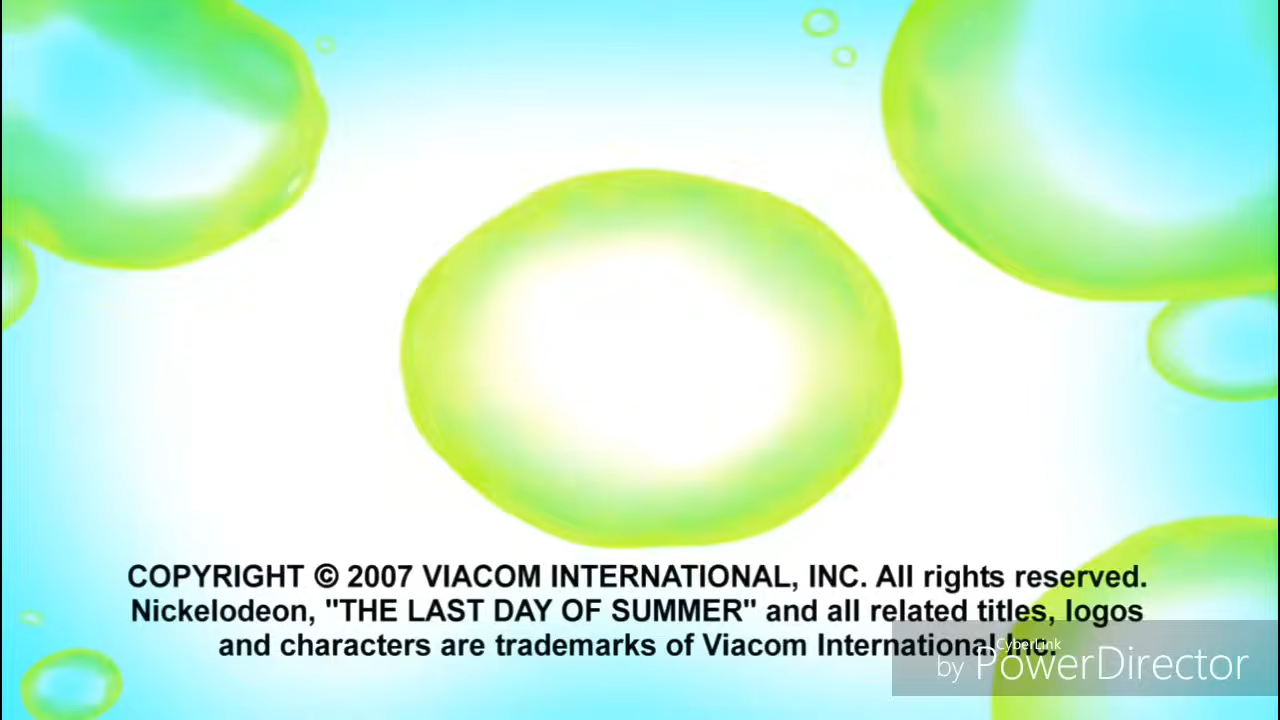 COPYRIGHT © 2007 VIACOM INTERNATIONAL, INC. All rights reserved.
Nickelodeon, "THE LAST DAY OF SUMMER" and all related titles, logos
and characters are trademarks of Viacom International Inc.
CyberLink
by PowerDirector